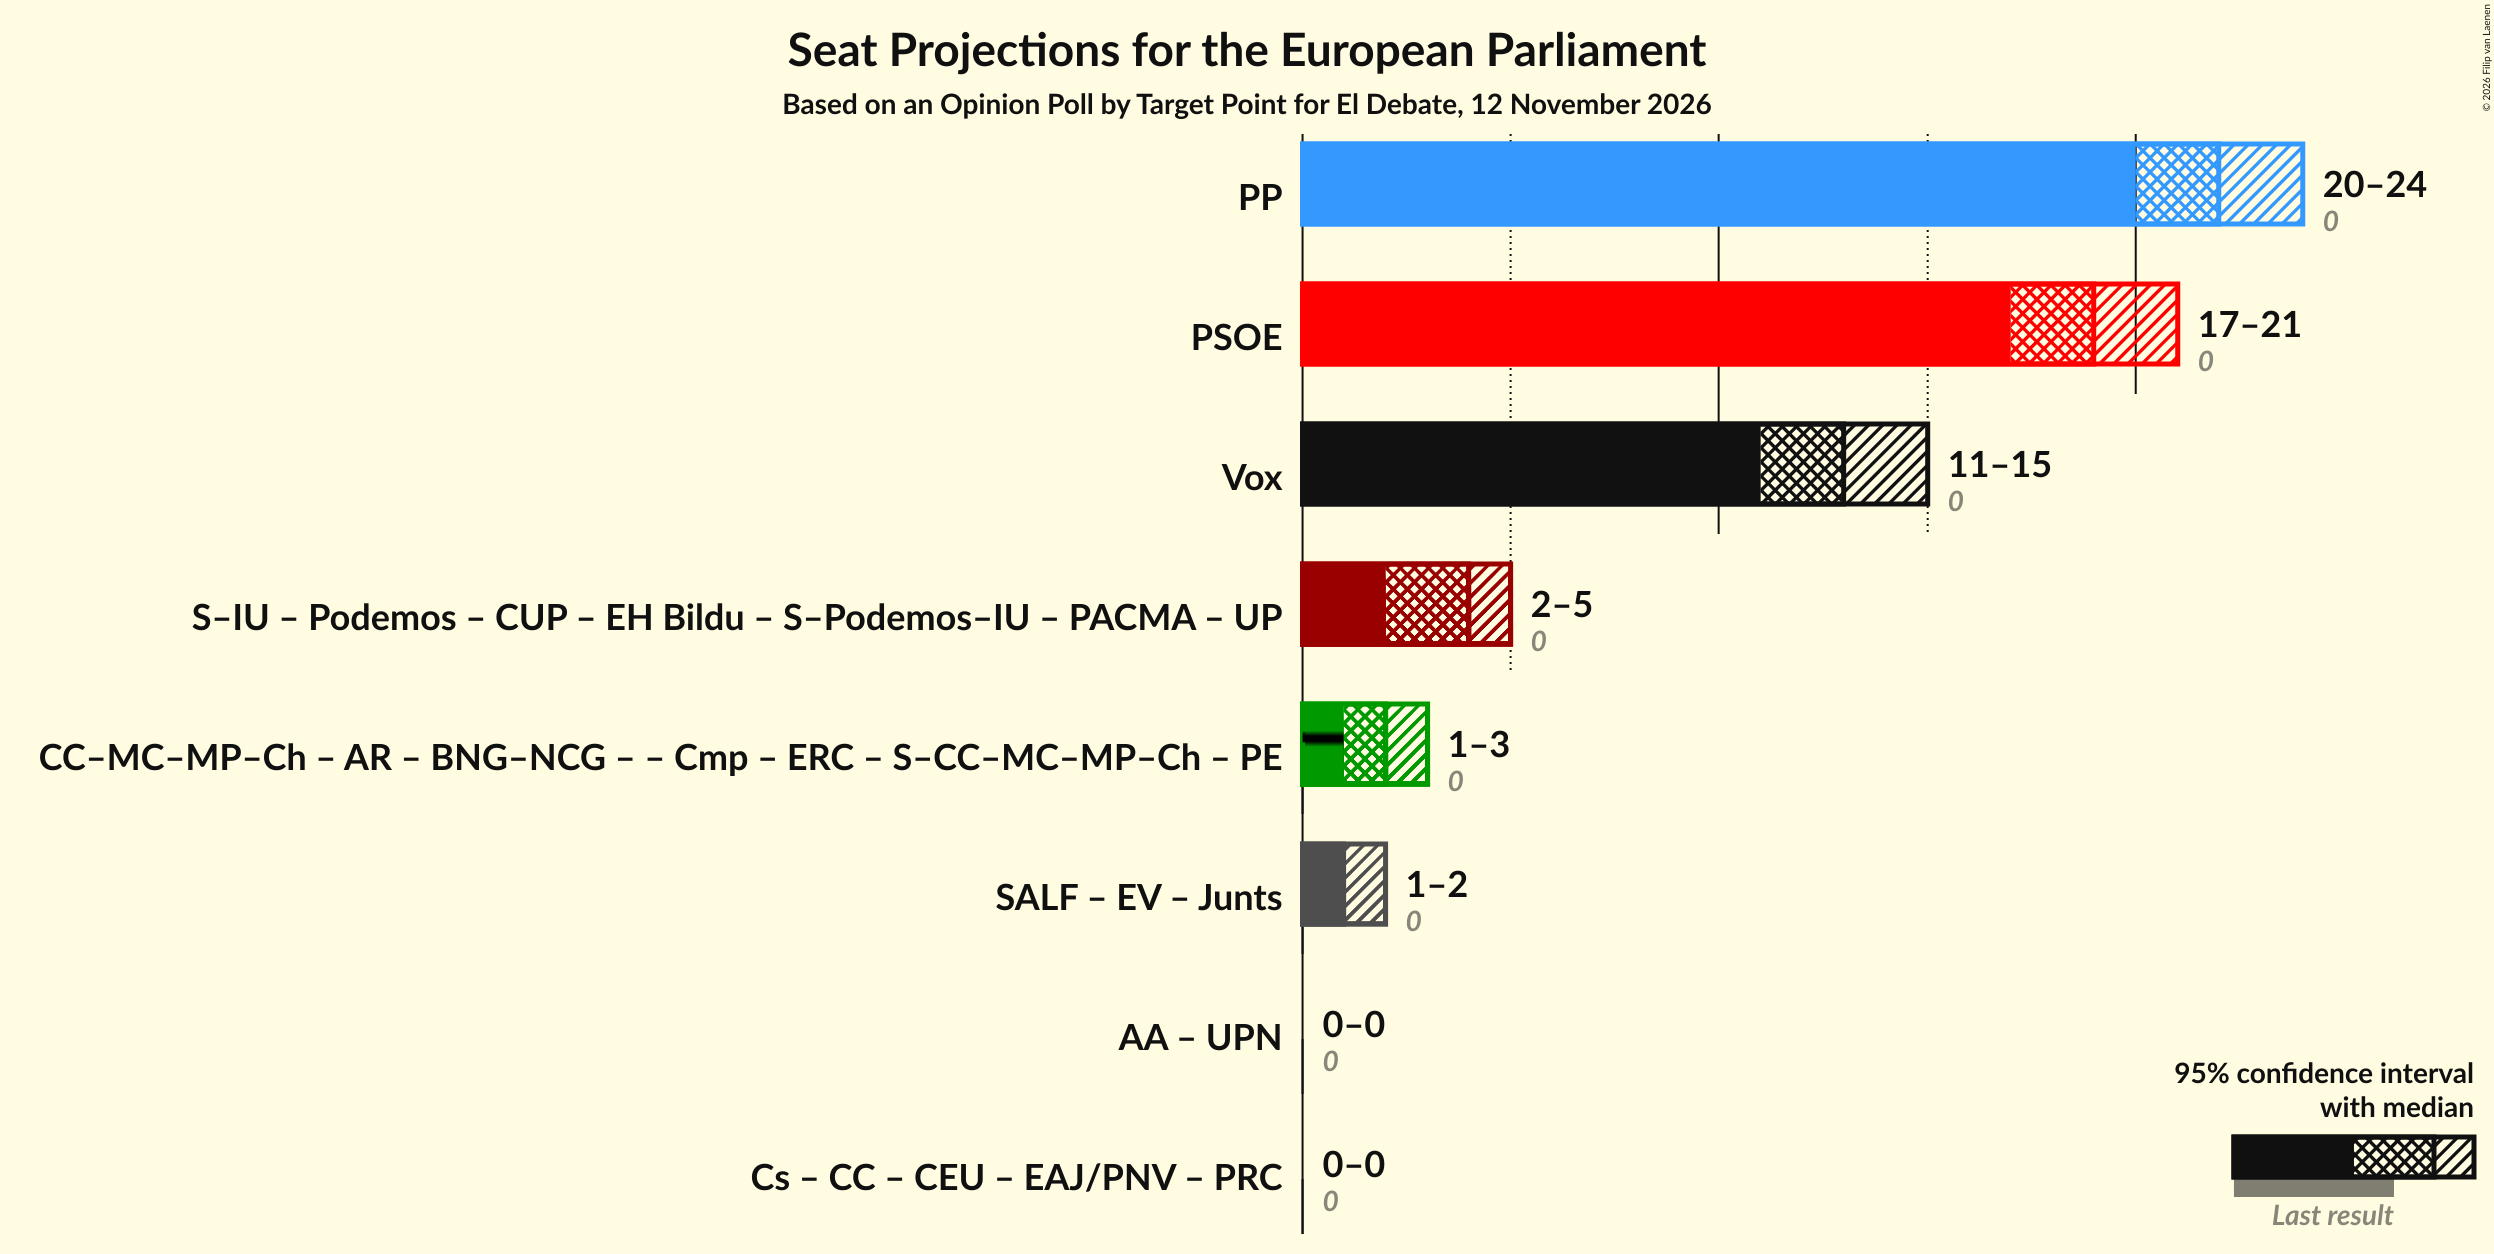 Seat Projections for the European Parliament
Based on an Opinion Poll by Target Point for El Debate, 12 November 2026
© 2026 Filip van Laenen
PP
20–24
0
PSOE
17–21
0
Vox
11–15
0
S–IU – Podemos – CUP – EH Bildu – S–Podemos–IU – PACMA – UP
2–5
0
CC–MC–MP–Ch – AR – BNG–NCG – – Cmp – ERC – S–CC–MC–MP–Ch – PE
1–3
0
SALF – EV – Junts
1–2
0
AA – UPN
0–0
0
Cs – CC – CEU – EAJ/PNV – PRC
0–0
0
95% confidence interval
with median
Last result